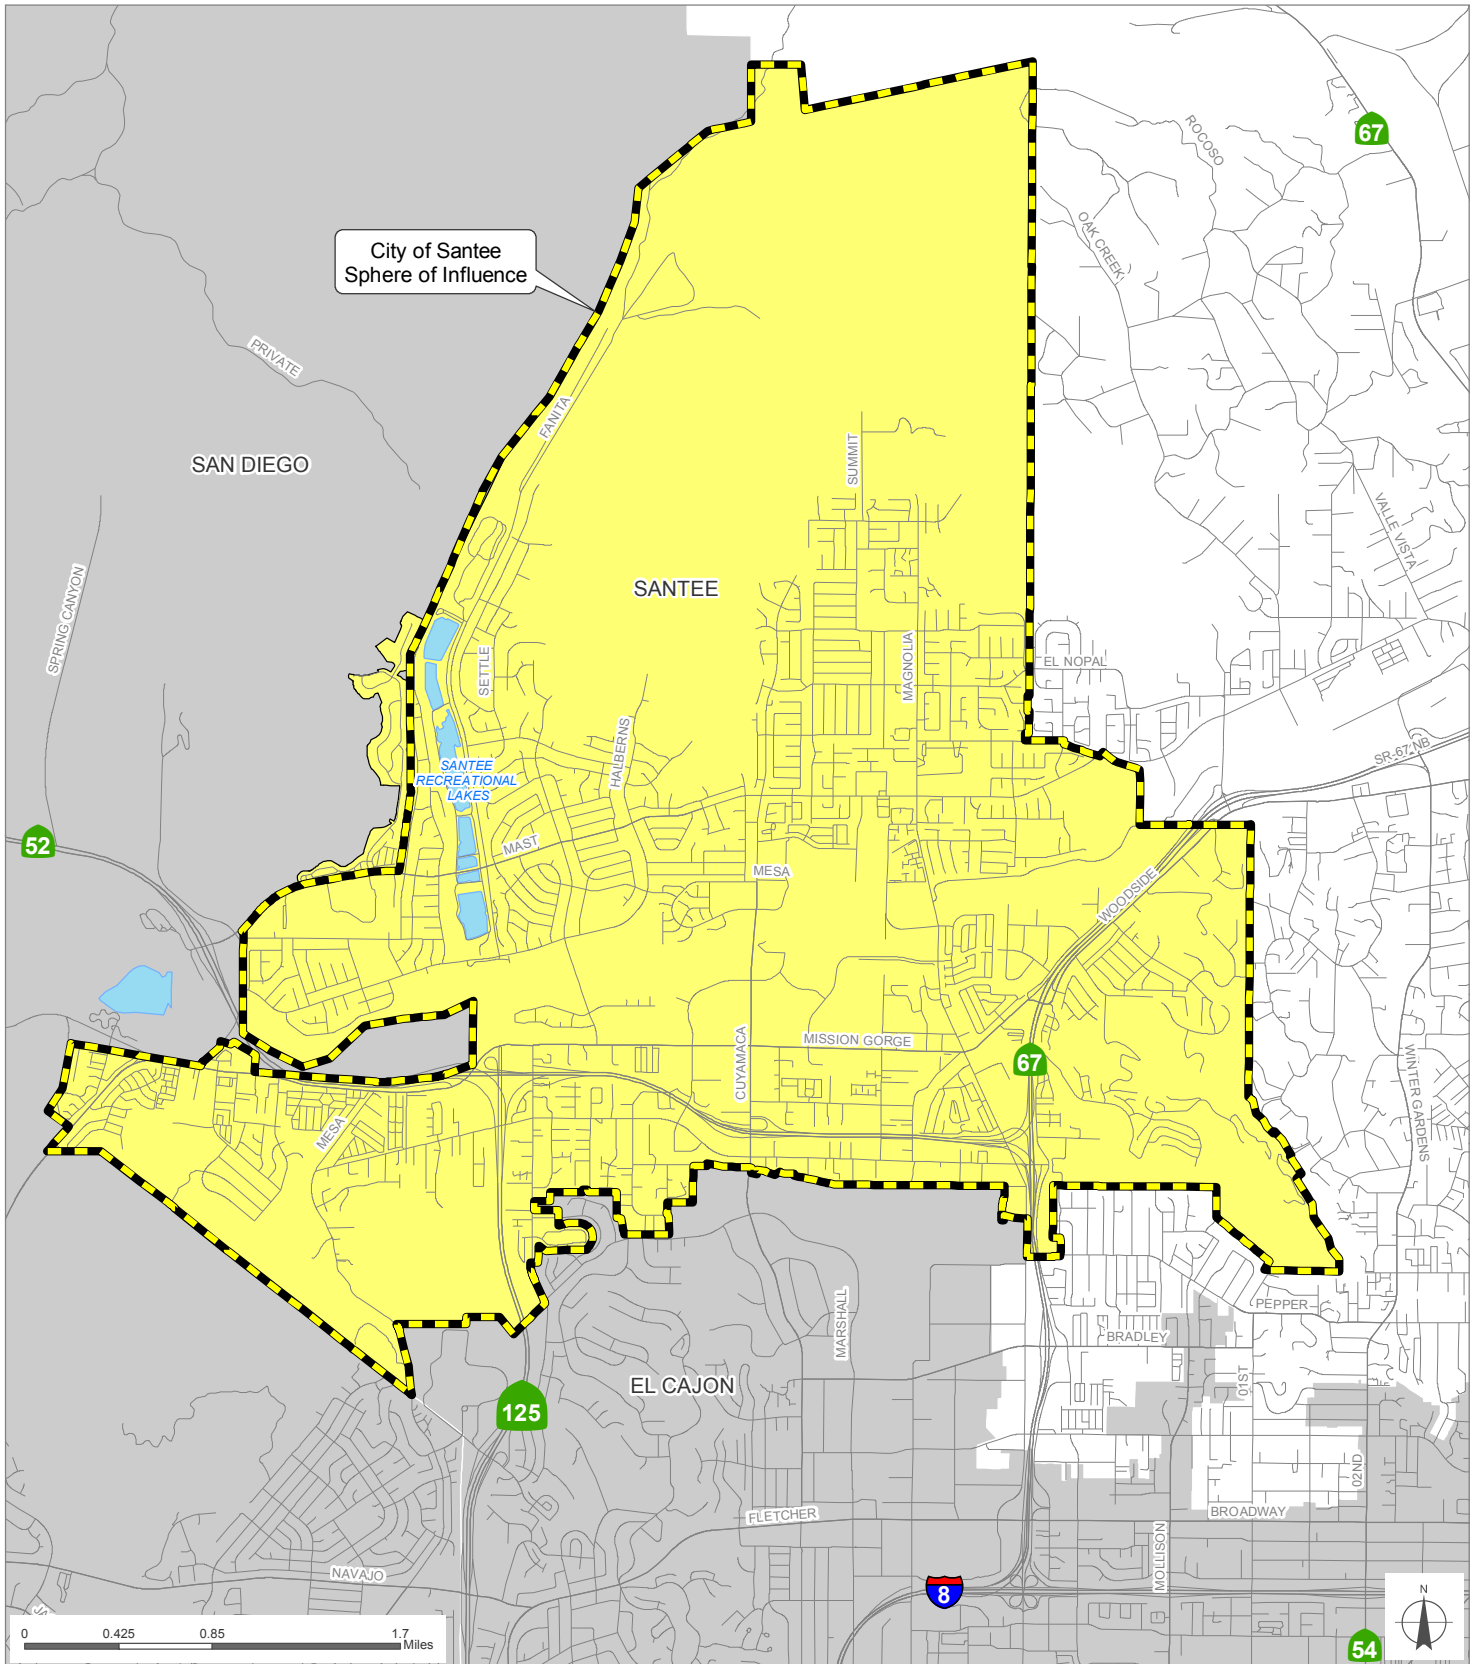 67
ROCOSO
OAK CREEK
City of Santee
Sphere of Influence
PRIVATE
FANITA
SAN DIEGO
SUMMIT
VALLE VISTA
SPRING CANYON
SANTEE
EL NOPAL
SETTLE
MAGNOLIA
HALBERNS
SR-67 NB
SANTEE
RECREATIONAL
LAKES
52
MAST
MESA
WOODSIDE
CUYAMACA
MISSION GORGE
67
WINTER GARDENS
MESA
PEPPER
MARSHALL
BRADLEY
EL CAJON
01ST
125
02ND
FLETCHER
BROADWAY
MOLLISON
NAVAJO
8
N
0 0.425 0.85 1.7
Miles
54